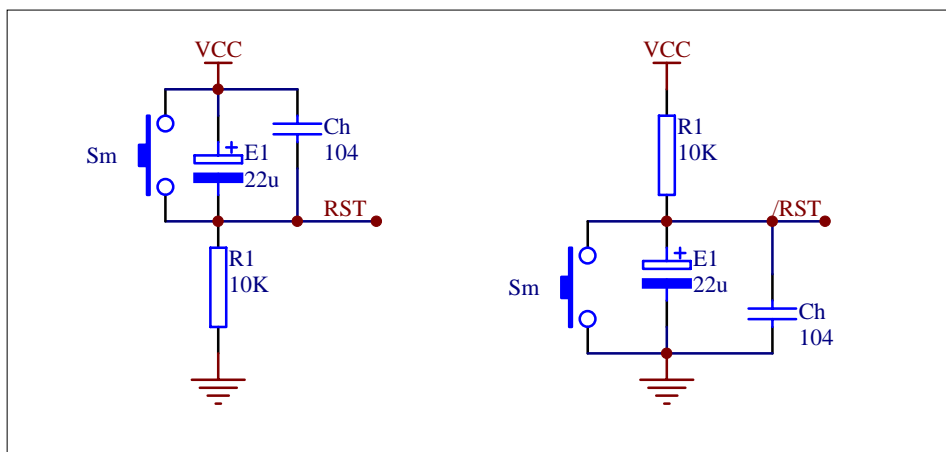 VCC
Sm
+
E1
22u
Ch
104
RST
R1
10K
VCC
R1
10K
/RST
Sm
+
E1
22u
Ch
104